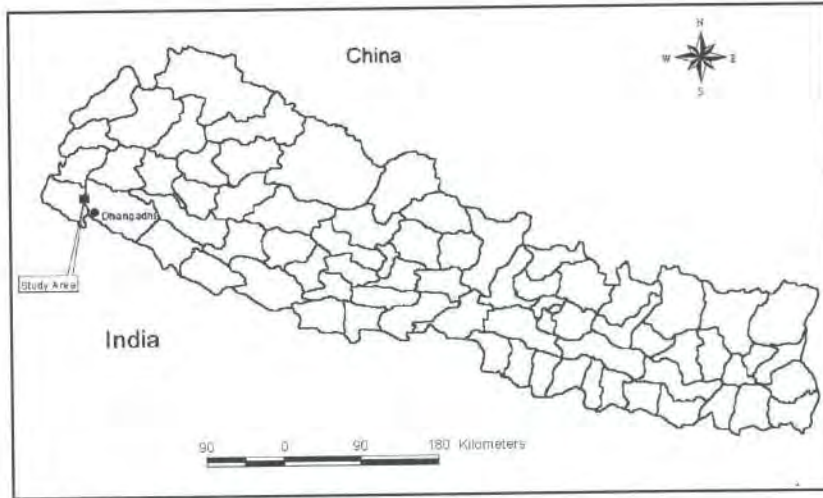 China
N
W E
S
Dhangadhi
Study Area
India
90 0 90 180 Kilometers